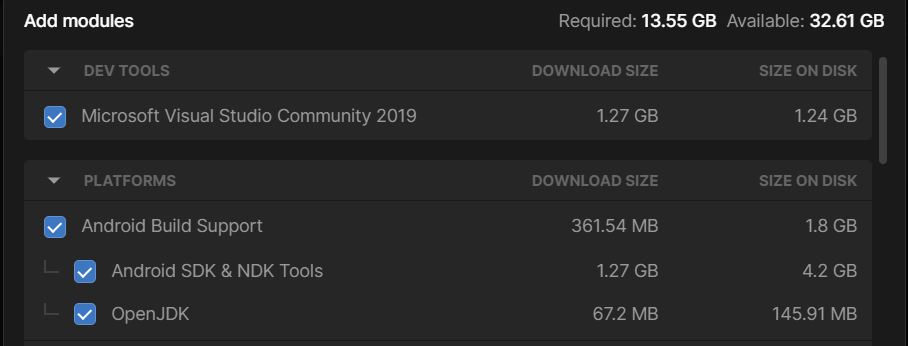 Add modules Required: 13.55 GB Available: 32.61 GB
DEV TOOLS DOWNLOAD SIZE SIZE ON DISK
Microsoft Visual Studio Community 2019 1.27 GB 1.24 GB
PLATFORMS DOWNLOAD SIZE SIZE ON DISK
Android Build Support 361.54 MB 1.8 GB
Android SDK & NDK Tools 1.27 GB 4.2 GB
OpenJDK 67.2 MB 145.91 MB